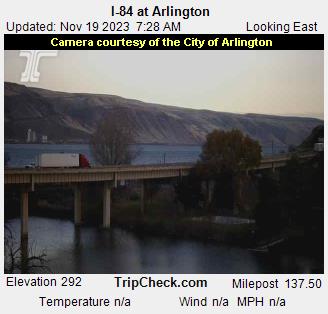 I-84 at Arlington
Updated: Nov 19 2023 7:28 AM Looking East
Camera courtesy of the City of Arlington
Elevation 292 TripCheck.com Milepost 137.50
Temperature n/a Wind n/a MPH n/a